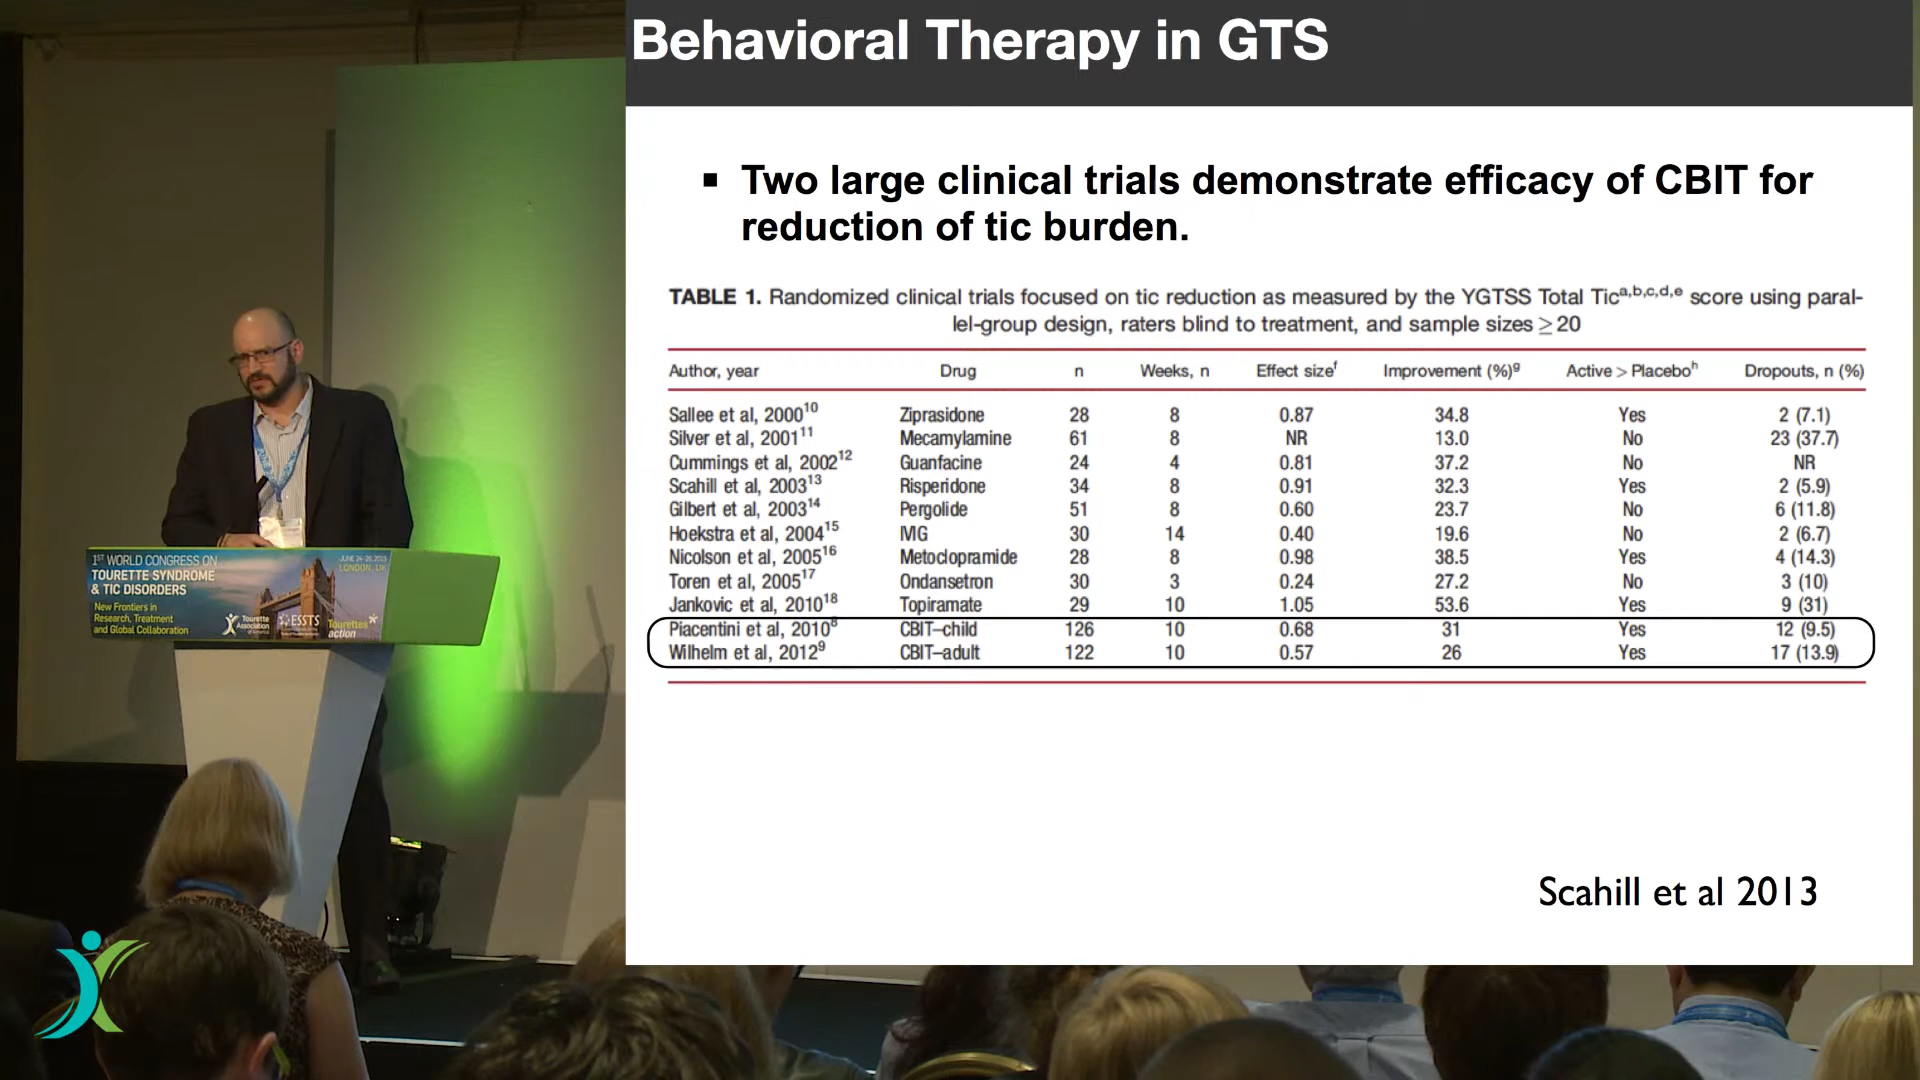 Behavioral Therapy in GTS
▪ Two large clinical trials demonstrate efficacy of CBIT for
reduction of tic burden.
TABLE 1. Randomized clinical trials focused on tic reduction as measured by the YGTSS Total Tic^a,b,c,d,e score using paral-
lel-group design, raters blind to treatment, and sample sizes ≥20
Author, year Drug n Weeks, n Effect size^f Improvement (%)^g Active > Placebo^h Dropouts, n (%)
Sallee et al, 2000^10 Ziprasidone 28 8 0.87 34.8 Yes 2 (7.1)
Silver et al, 2001^11 Mecamylamine 61 8 NR 13.0 No 23 (37.7)
Cummings et al, 2002^12 Guanfacine 24 4 0.81 37.2 No NR
Scahill et al, 2003^13 Risperidone 34 8 0.91 32.3 Yes 2 (5.9)
Gilbert et al, 2003^14 Pergolide 51 8 0.60 23.7 No 6 (11.8)
Hoekstra et al, 2004^15 IVIG 30 14 0.40 19.6 No 2 (6.7)
Nicolson et al, 2005^16 Metoclopramide 28 8 0.98 38.5 Yes 4 (14.3)
Toren et al, 2005^17 Ondansetron 30 3 0.24 27.2 No 3 (10)
Jankovic et al, 2010^18 Topiramate 29 10 1.05 53.6 Yes 9 (31)
Piacentini et al, 2010^8 CBIT–child 126 10 0.68 31 Yes 12 (9.5)
Wilhelm et al, 2012^9 CBIT–adult 122 10 0.57 26 Yes 17 (13.9)
Scahill et al 2013
1ST WORLD CONGRESS ON
TOURETTE SYNDROME
& TIC DISORDERS
New Frontiers in
Research, Treatment
and Global Collaboration
LONDON, UK
Tourette
Association
ESSTS
Tourettes
action